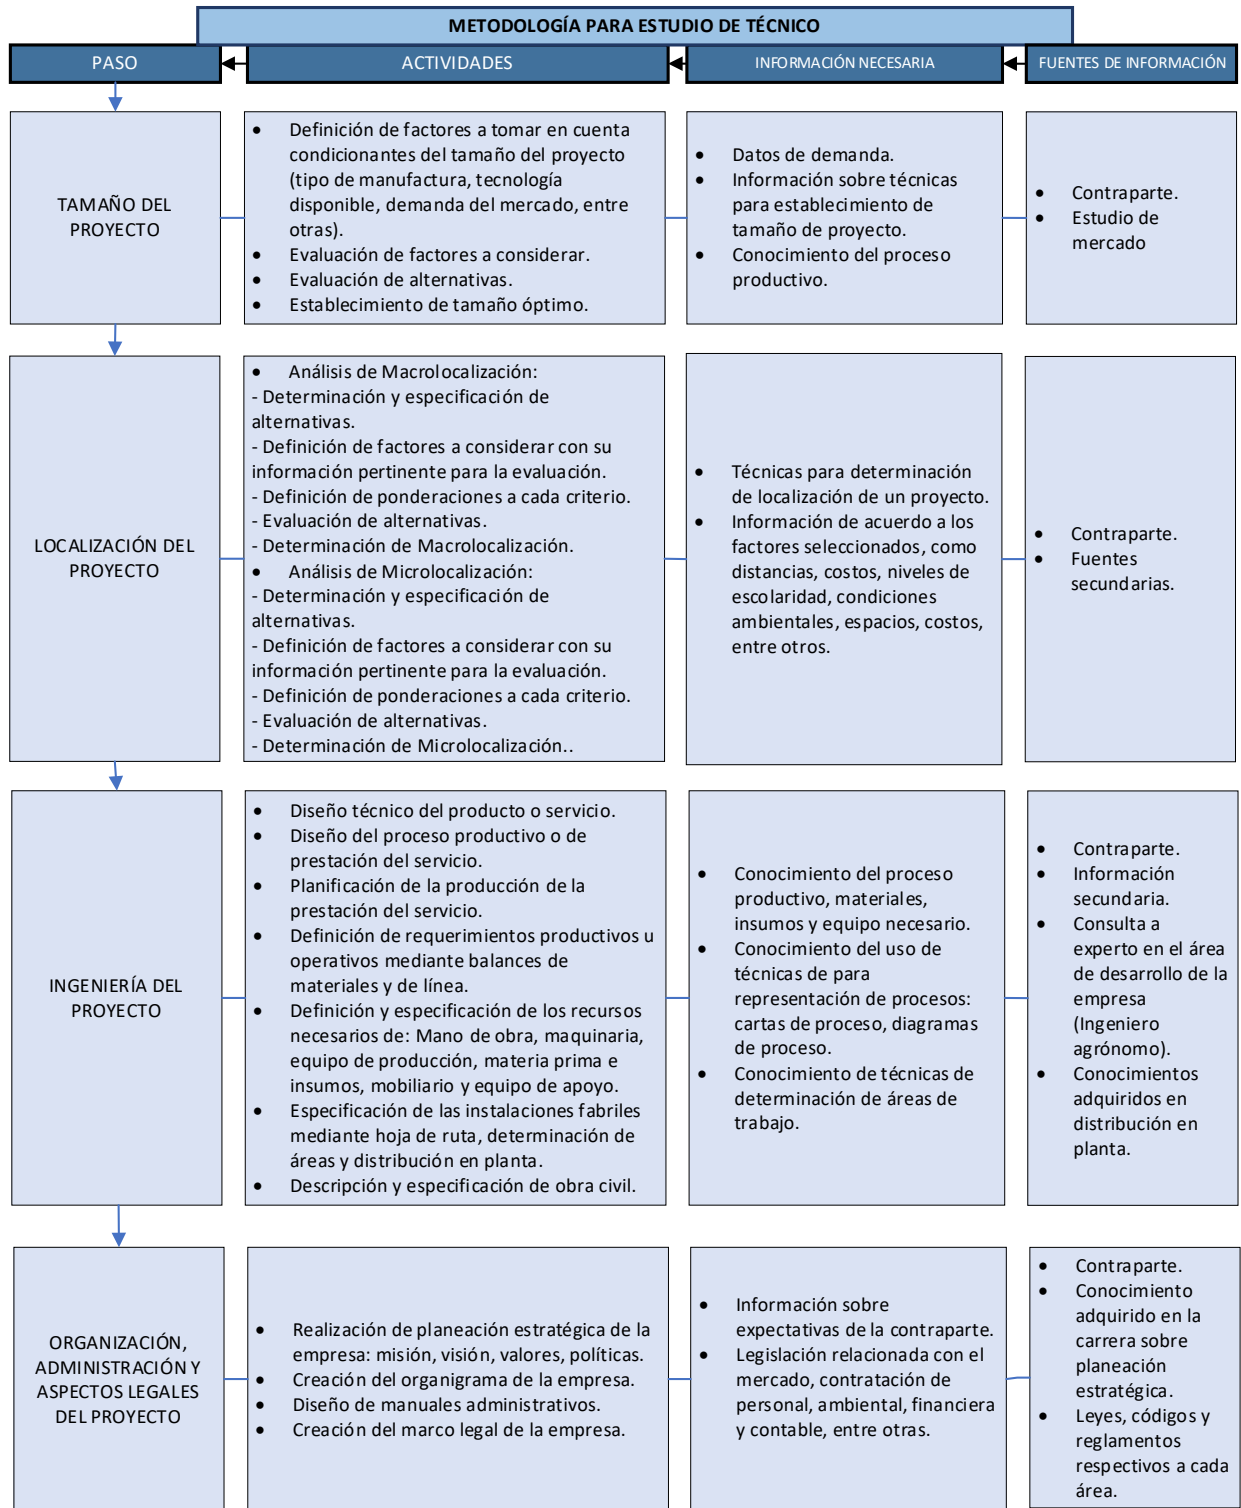 METODOLOGÍA PARA ESTUDIO DE TÉCNICO
PASO
ACTIVIDADES
INFORMACIÓN NECESARIA
FUENTES DE INFORMACIÓN
TAMAÑO DEL
PROYECTO
• Definición de factores a tomar en cuenta
condicionantes del tamaño del proyecto
(tipo de manufactura, tecnología
disponible, demanda del mercado, entre
otras).
• Evaluación de factores a considerar.
• Evaluación de alternativas.
• Establecimiento de tamaño óptimo.
• Datos de demanda.
• Información sobre técnicas
para establecimiento de
tamaño de proyecto.
• Conocimiento del proceso
productivo.
• Contraparte.
• Estudio de
mercado
LOCALIZACIÓN DEL
PROYECTO
• Análisis de Macrolocalización:
- Determinación y especificación de
alternativas.
- Definición de factores a considerar con su
información pertinente para la evaluación.
- Definición de ponderaciones a cada criterio.
- Evaluación de alternativas.
- Determinación de Macrolocalización.
• Análisis de Microlocalización:
- Determinación y especificación de
alternativas.
- Definición de factores a considerar con su
información pertinente para la evaluación.
- Definición de ponderaciones a cada criterio.
- Evaluación de alternativas.
- Determinación de Microlocalización..
• Técnicas para determinación
de localización de un proyecto.
• Información de acuerdo a los
factores seleccionados, como
distancias, costos, niveles de
escolaridad, condiciones
ambientales, espacios, costos,
entre otros.
• Contraparte.
• Fuentes
secundarias.
INGENIERÍA DEL
PROYECTO
• Diseño técnico del producto o servicio.
• Diseño del proceso productivo o de
prestación del servicio.
• Planificación de la producción de la
prestación del servicio.
• Definición de requerimientos productivos u
operativos mediante balances de
materiales y de línea.
• Definición y especificación de los recursos
necesarios de: Mano de obra, maquinaria,
equipo de producción, materia prima e
insumos, mobiliario y equipo de apoyo.
• Especificación de las instalaciones fabriles
mediante hoja de ruta, determinación de
áreas y distribución en planta.
• Descripción y especificación de obra civil.
• Conocimiento del proceso
productivo, materiales,
insumos y equipo necesario.
• Conocimiento del uso de
técnicas de para
representación de procesos:
cartas de proceso, diagramas
de proceso.
• Conocimiento de técnicas de
determinación de áreas de
trabajo.
• Contraparte.
• Información
secundaria.
• Consulta a
experto en el área
de desarrollo de la
empresa
(Ingeniero
agrónomo).
• Conocimientos
adquiridos en
distribución en
planta.
ORGANIZACIÓN,
ADMINISTRACIÓN Y
ASPECTOS LEGALES
DEL PROYECTO
• Realización de planeación estratégica de la
empresa: misión, visión, valores, políticas.
• Creación del organigrama de la empresa.
• Diseño de manuales administrativos.
• Creación del marco legal de la empresa.
• Información sobre
expectativas de la contraparte.
• Legislación relacionada con el
mercado, contratación de
personal, ambiental, financiera
y contable, entre otras.
• Contraparte.
• Conocimiento
adquirido en la
carrera sobre
planeación
estratégica.
• Leyes, códigos y
reglamentos
respectivos a cada
área.